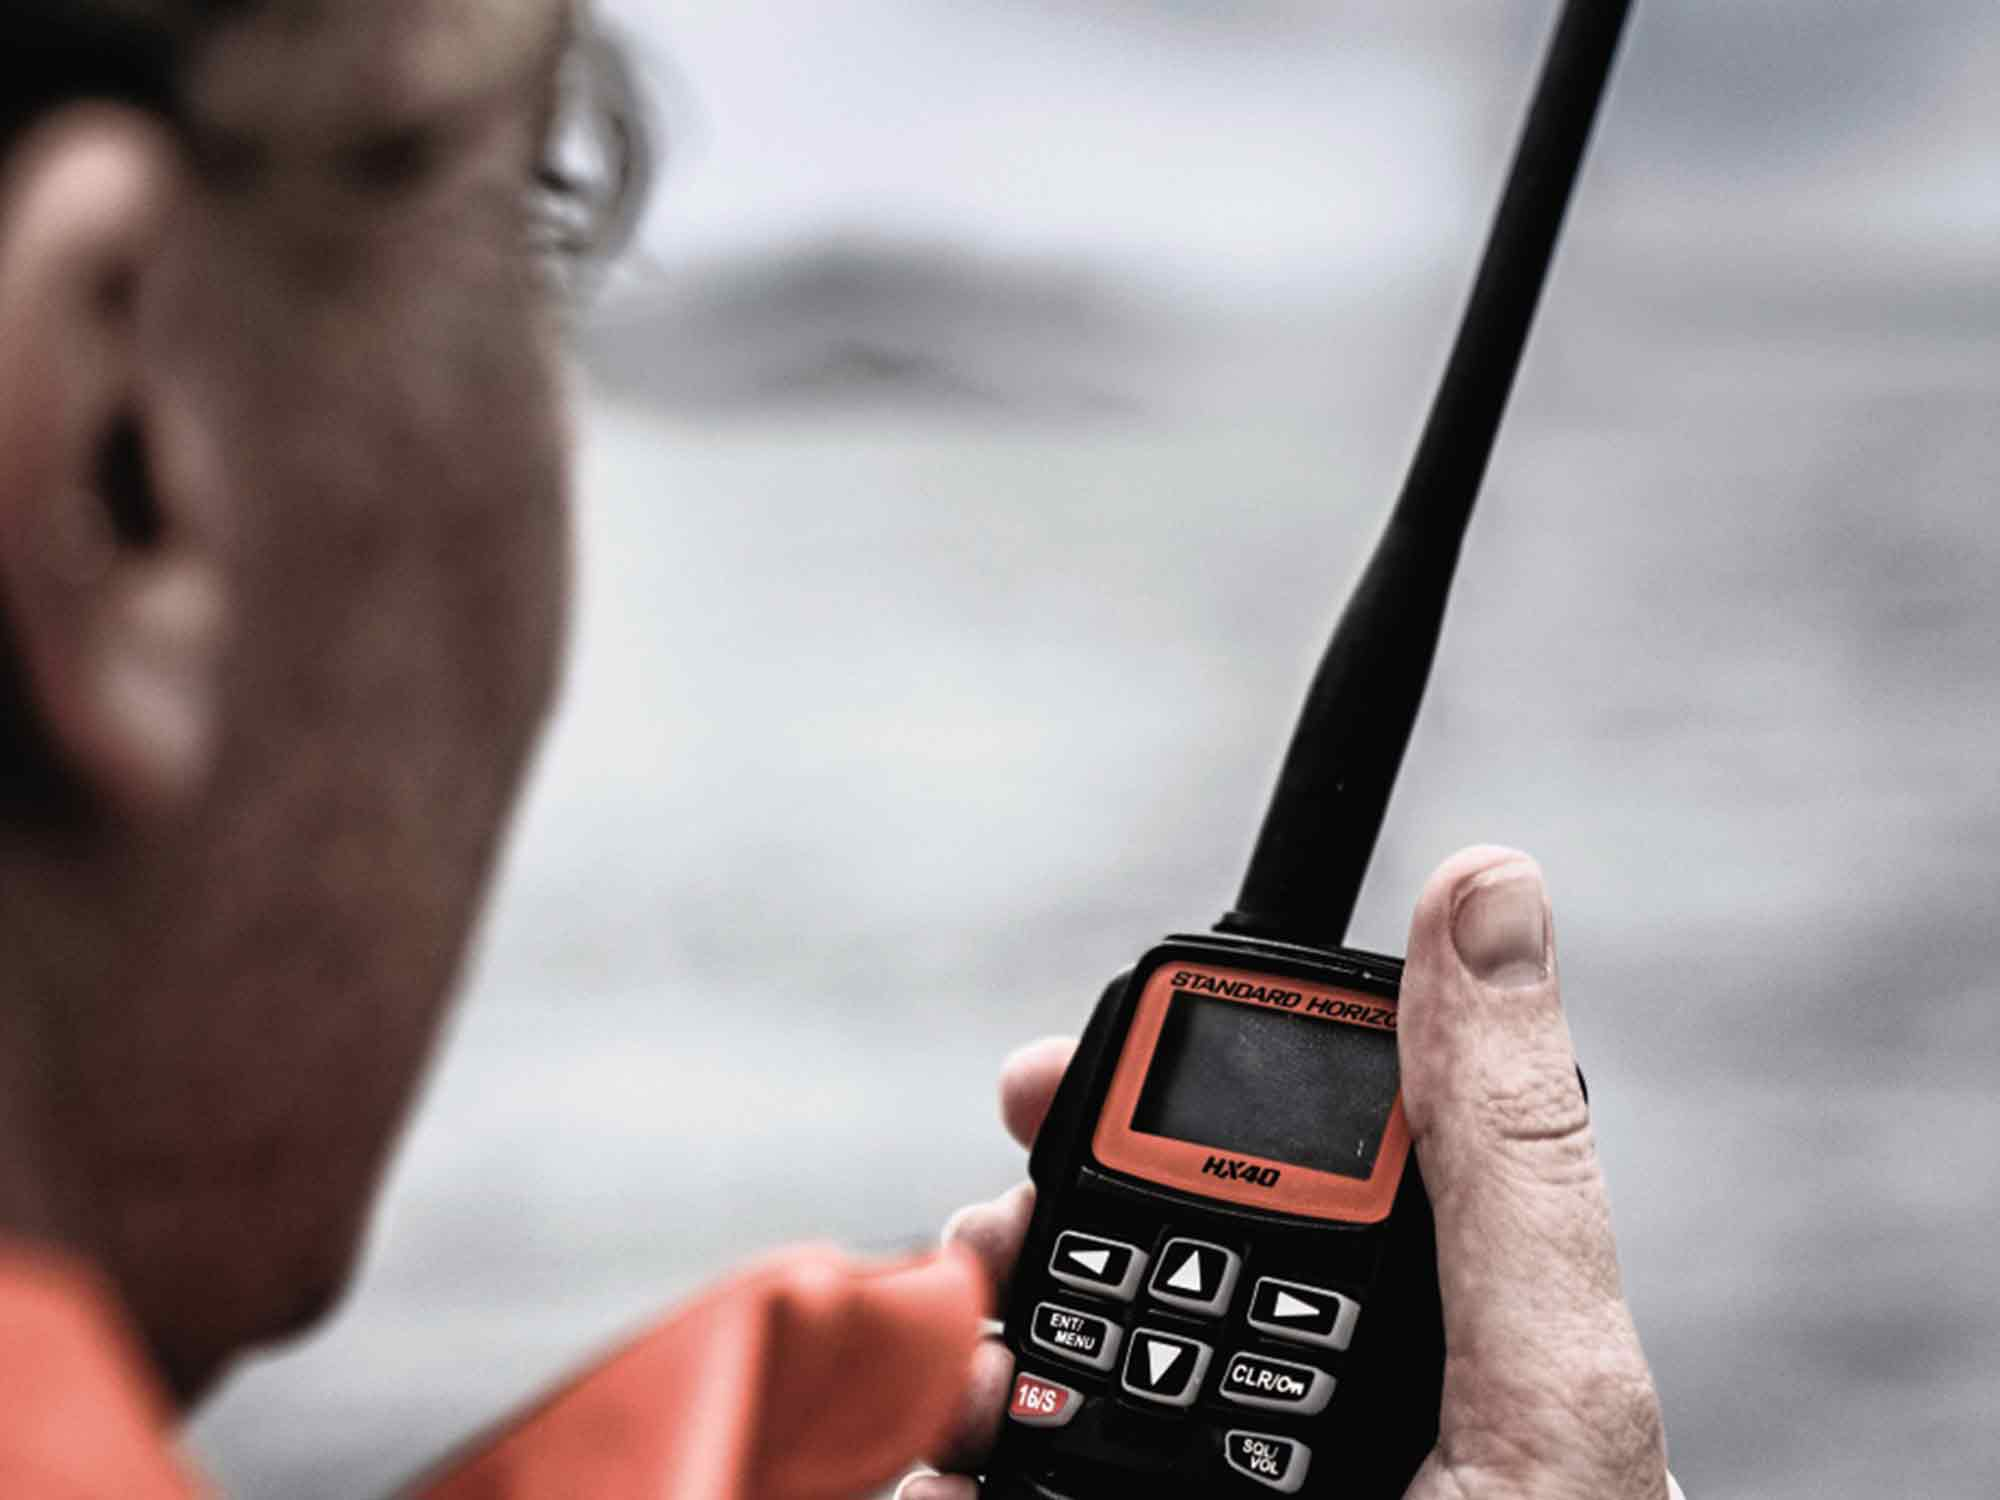 STANDARD HORIZO
HX40
ENT/
MENU
CLR/
16/S
SQL/
VOL